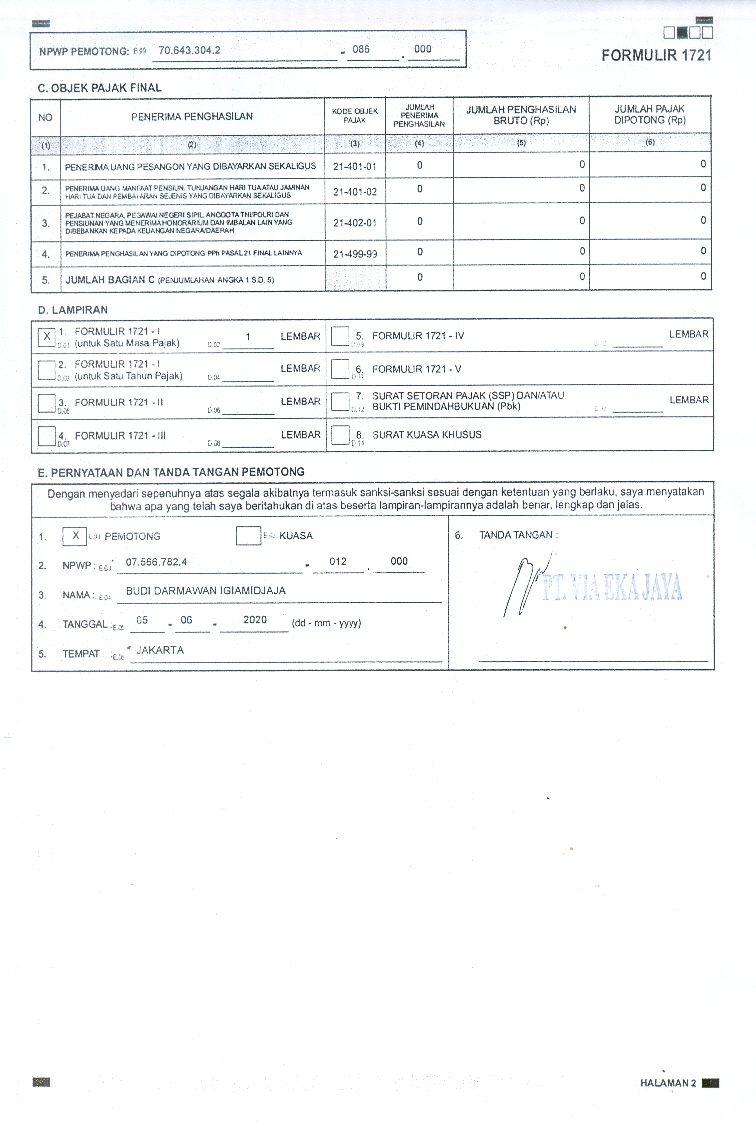 NPWP PEMOTONG: 70.643.304.2 - 086 . 000
FORMULIR 1721
C. OBJEK PAJAK FINAL
NO PENERIMA PENGHASILAN KODE OBJEK PAJAK JUMLAH PENERIMA PENGHASILAN JUMLAH PENGHASILAN BRUTO (Rp) JUMLAH PAJAK DIPOTONG (Rp)
(1) (2) (3) (4) (5) (6)
1. PENERIMA UANG PESANGON YANG DIBAYARKAN SEKALIGUS 21-401-01 0 0 0
2. PENERIMA UANG MANFAAT PENSIUN, TUNJANGAN HARI TUA ATAU JAMINAN
HARI TUA DAN PEMBAYARAN SEJENIS YANG DIBAYARKAN SEKALIGUS 21-401-02 0 0 0
3. PEJABAT NEGARA, PEGAWAI NEGERI SIPIL, ANGGOTA TNI/POLRI DAN
PENSIUNAN YANG MENERIMA HONORARIUM DAN IMBALAN LAIN YANG
DIBEBANKAN KEPADA KEUANGAN NEGARA/DAERAH 21-402-01 0 0 0
4. PENERIMA PENGHASILAN YANG DIPOTONG PPh PASAL 21 FINAL LAINNYA 21-499-99 0 0 0
5. JUMLAH BAGIAN C (PENJUMLAHAN ANGKA 1 S.D. 5) 0 0 0
D. LAMPIRAN
X 1. FORMULIR 1721 - I
D.01 (untuk Satu Masa Pajak) D.02 1 LEMBAR
5. FORMULIR 1721 - IV LEMBAR
2. FORMULIR 1721 - I
D.03 (untuk Satu Tahun Pajak) D.04 LEMBAR
6. FORMULIR 1721 - V
D.11
3. FORMULIR 1721 - II LEMBAR
D.05 D.06
7. SURAT SETORAN PAJAK (SSP) DAN/ATAU
D.12 BUKTI PEMINDAHBUKUAN (Pbk) LEMBAR
4. FORMULIR 1721 - III LEMBAR
D.07 D.08
8. SURAT KUASA KHUSUS
E. PERNYATAAN DAN TANDA TANGAN PEMOTONG
Dengan menyadari sepenuhnya atas segala akibatnya termasuk sanksi-sanksi sesuai dengan ketentuan yang berlaku, saya menyatakan
bahwa apa yang telah saya beritahukan di atas beserta lampiran-lampirannya adalah benar, lengkap dan jelas.
1. X E.01 PEMOTONG E.02 KUASA
2. NPWP : E.03 07.566.782.4 - 012 . 000
3. NAMA : E.04 BUDI DARMAWAN IGIAMIDJAJA
4. TANGGAL : E.05 05 - 06 - 2020 (dd - mm - yyyy)
5. TEMPAT : E.06 JAKARTA
6. TANDA TANGAN :
PT. VIA EKA JAYA
HALAMAN 2